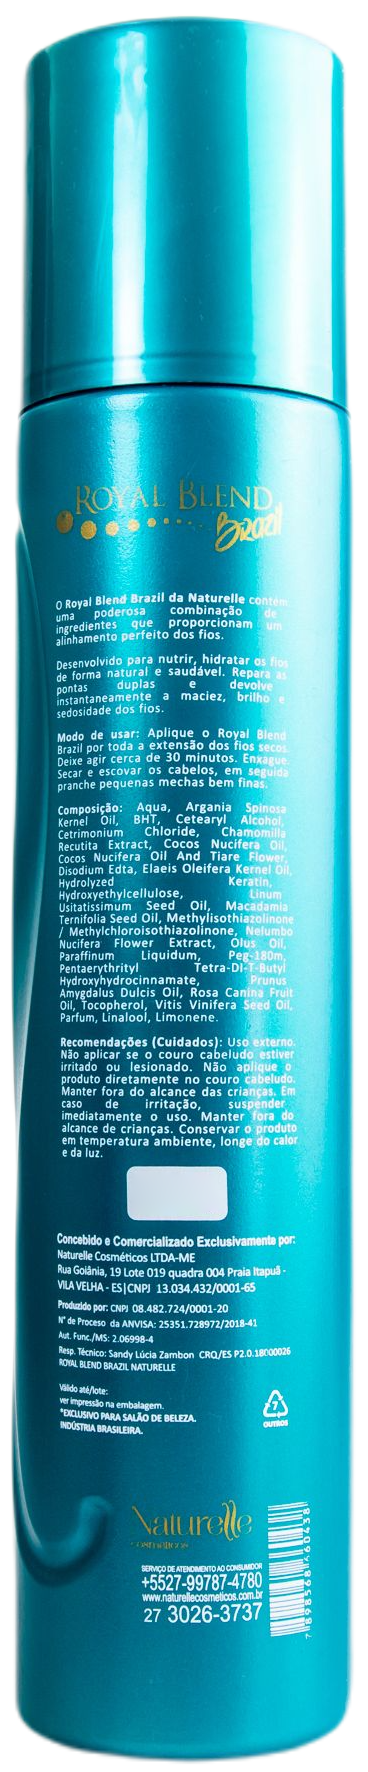 ROYAL BLEND
Brazil
O Royal Blend Brazil da Naturelle contém
uma poderosa combinação de
ingredientes que proporcionam um
alinhamento perfeito dos fios.
Desenvolvido para nutrir, hidratar os fios
de forma natural e saudável. Repara as
pontas duplas e devolve
instantaneamente a maciez, brilho e
sedosidade dos fios.
Modo de usar: Aplique o Royal Blend
Brazil por toda a extensão dos fios secos.
Deixe agir cerca de 30 minutos. Enxague.
Secar e escovar os cabelos, em seguida
pranche pequenas mechas bem finas.
Composição: Aqua, Argania Spinosa
Kernel Oil, BHT, Cetearyl Alcohol,
Cetrimonium Chloride, Chamomilla
Recutita Extract, Cocos Nucifera Oil,
Cocos Nucifera Oil And Tiare Flower,
Disodium Edta, Elaeis Oleifera Kernel Oil,
Hydrolyzed Keratin,
Hydroxyethylcellulose, Linum
Usitatissimum Seed Oil, Macadamia
Ternifolia Seed Oil, Methylisothiazolinone
/ Methylchloroisothiazolinone, Nelumbo
Nucifera Flower Extract, Olus Oil,
Paraffinum Liquidum, Peg-180m,
Pentaerythrityl Tetra-DI-T-Butyl
Hydroxyhydrocinnamate, Prunus
Amygdalus Dulcis Oil, Rosa Canina Fruit
Oil, Tocopherol, Vitis Vinifera Seed Oil,
Parfum, Linalool, Limonene.
Recomendações (Cuidados): Uso externo.
Não aplicar se o couro cabeludo estiver
irritado ou lesionado. Não aplique o
produto diretamente no couro cabeludo.
Manter fora do alcance das crianças. Em
caso de irritação, suspender
imediatamente o uso. Manter fora do
alcance de crianças. Conservar o produto
em temperatura ambiente, longe do calor
e da luz.
Concebido e Comercializado Exclusivamente por:
Naturelle Cosméticos LTDA-ME
Rua Goiânia, 19 Lote 019 quadra 004 Praia Itapuã -
VILA VELHA - ES|CNPJ 13.034.432/0001-65
Produzido por: CNPJ 08.482.724/0001-20
N° de Processo da ANVISA: 25351.728972/2018-41
Aut. Func./MS: 2.06998-4
Resp. Técnico: Sandy Lúcia Zambon CRQ/ES P2.0.18000026
ROYAL BLEND BRAZIL NATURELLE
Válido até/lote:
ver impressão na embalagem.
*EXCLUSIVO PARA SALÃO DE BELEZA.
INDÚSTRIA BRASILEIRA.
7
OUTROS
Naturelle
cosméticos
SERVIÇO DE ATENDIMENTO AO CONSUMIDOR
+5527-99787-4780
www.naturellecosmeticos.com.br
27 3026-3737